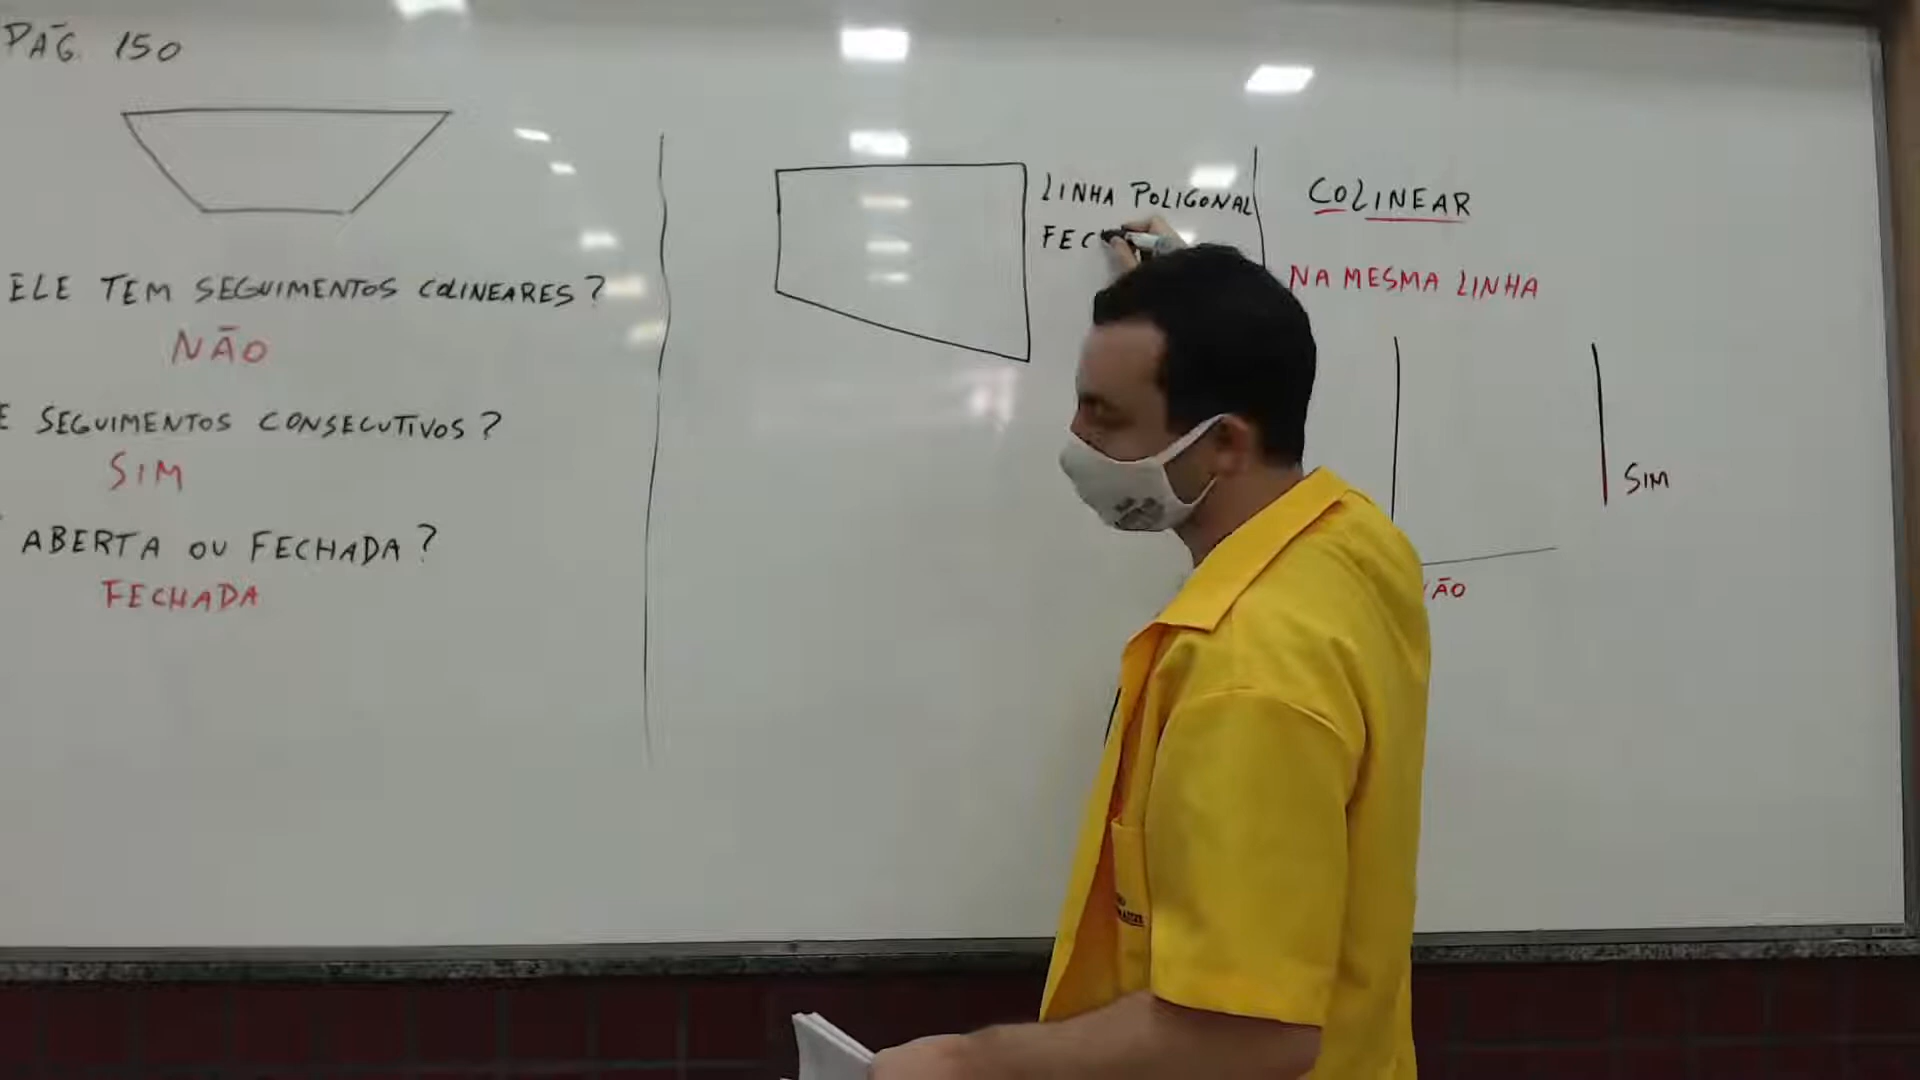 PÁG. 150
ELE TEM SEGUIMENTOS COLINEARES?
NÃO
E SEGUIMENTOS CONSECUTIVOS?
SIM
ABERTA OU FECHADA?
FECHADA
LINHA POLIGONAL
FEC
COLINEAR
NA MESMA LINHA
SIM
ÃO